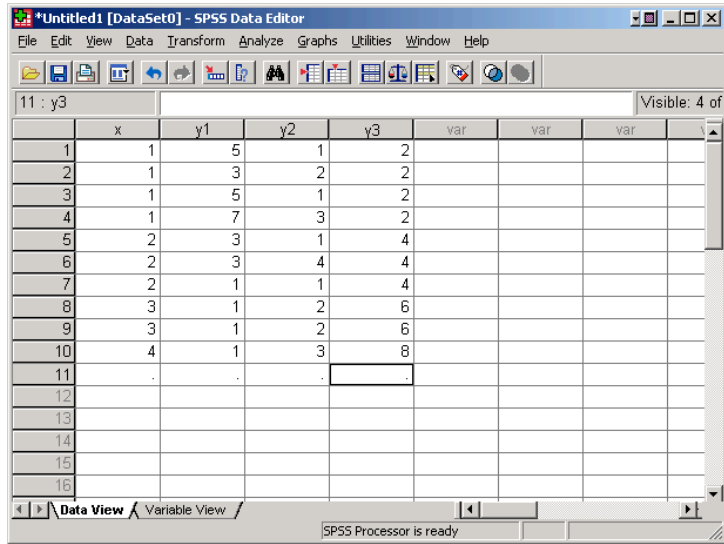 *Untitled1 [DataSet0] - SPSS Data Editor
File Edit View Data Transform Analyze Graphs Utilities Window Help
11 : y3 Visible: 4 of
x y1 y2 y3 var var var
1 1 5 1 2
2 1 3 2 2
3 1 5 1 2
4 1 7 3 2
5 2 3 1 4
6 2 3 4 4
7 2 1 1 4
8 3 1 2 6
9 3 1 2 6
10 4 1 3 8
11 . . . .
12
13
14
15
16
Data View Variable View
SPSS Processor is ready